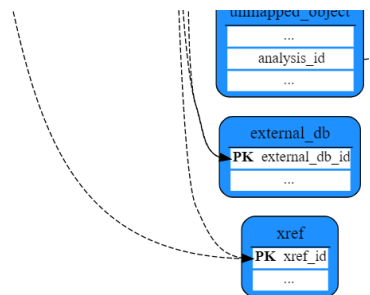 unmapped_object
...
analysis_id
...
external_db
PK external_db_id
...
xref
PK xref_id
...